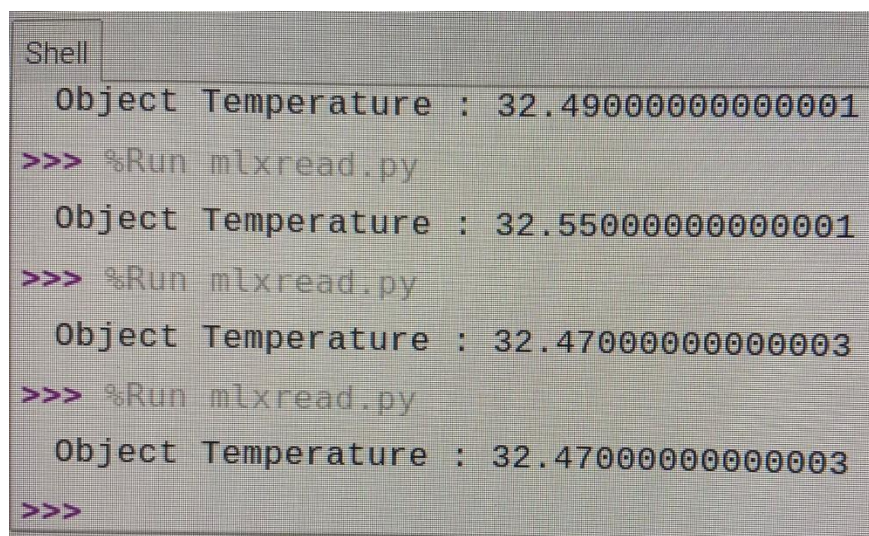 Shell
Object Temperature : 32.49000000000001
>>> %Run mlxread.py
Object Temperature : 32.55000000000001
>>> %Run mlxread.py
Object Temperature : 32.47000000000003
>>> %Run mlxread.py
Object Temperature : 32.47000000000003
>>>